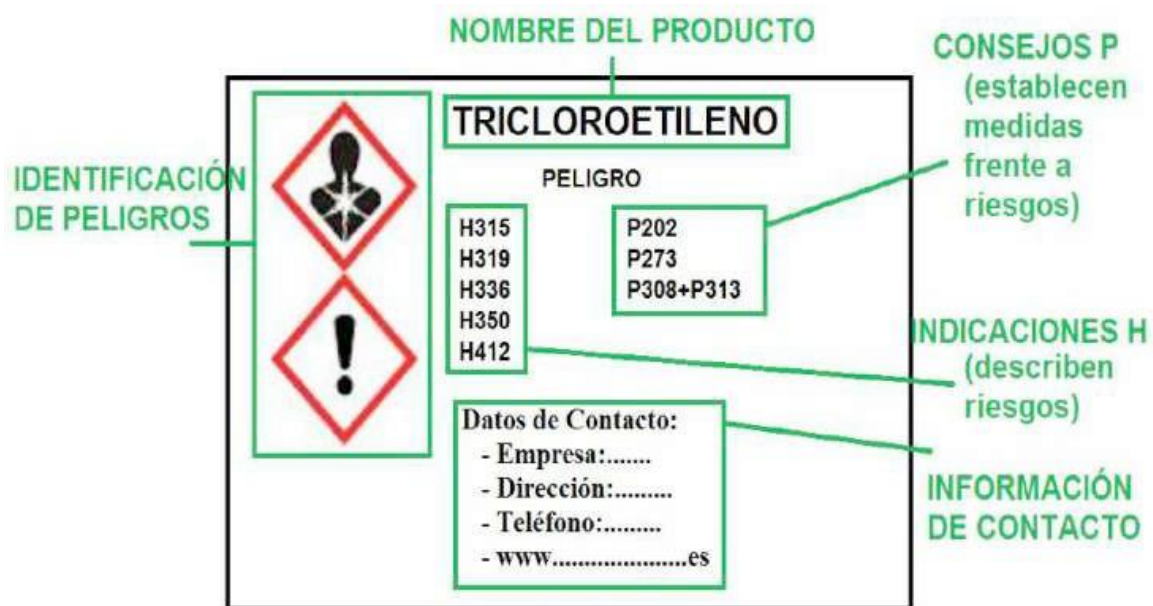 NOMBRE DEL PRODUCTO
CONSEJOS P
(establecen
medidas
frente a
riesgos)
TRICLOROETILENO
IDENTIFICACIÓN
DE PELIGROS
PELIGRO
H315
H319
H336
H350
H412
P202
P273
P308+P313
INDICACIONES H
(describen
riesgos)
Datos de Contacto:
- Empresa:.......
- Dirección:.........
- Teléfono:.........
- www.....................es
INFORMACIÓN
DE CONTACTO